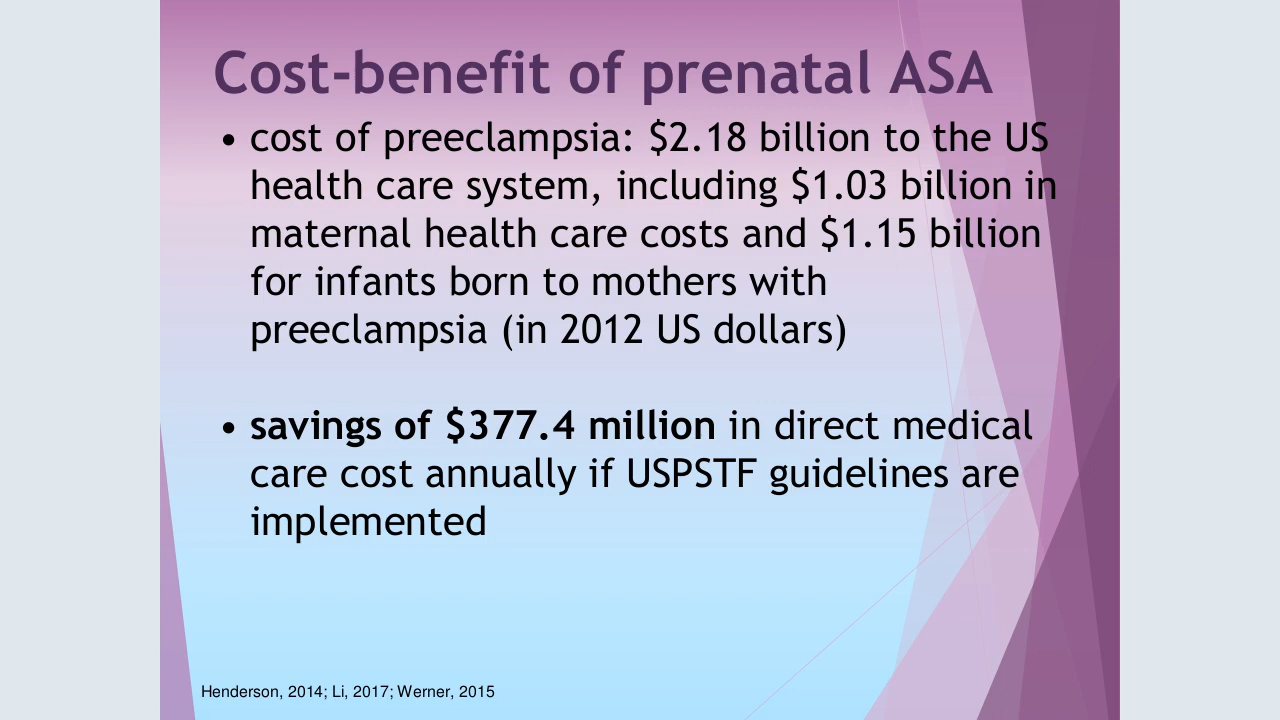 Cost-benefit of prenatal ASA
• cost of preeclampsia: $2.18 billion to the US
health care system, including $1.03 billion in
maternal health care costs and $1.15 billion
for infants born to mothers with
preeclampsia (in 2012 US dollars)
• savings of $377.4 million in direct medical
care cost annually if USPSTF guidelines are
implemented
Henderson, 2014; Li, 2017; Werner, 2015